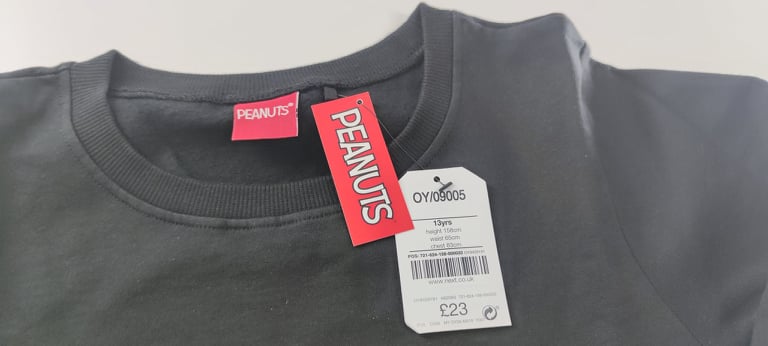 PEANUTS
PEANUTS
OY/09005
13yrs
height 158cm
waist 65cm
chest 83cm
www.next.co.uk
£23